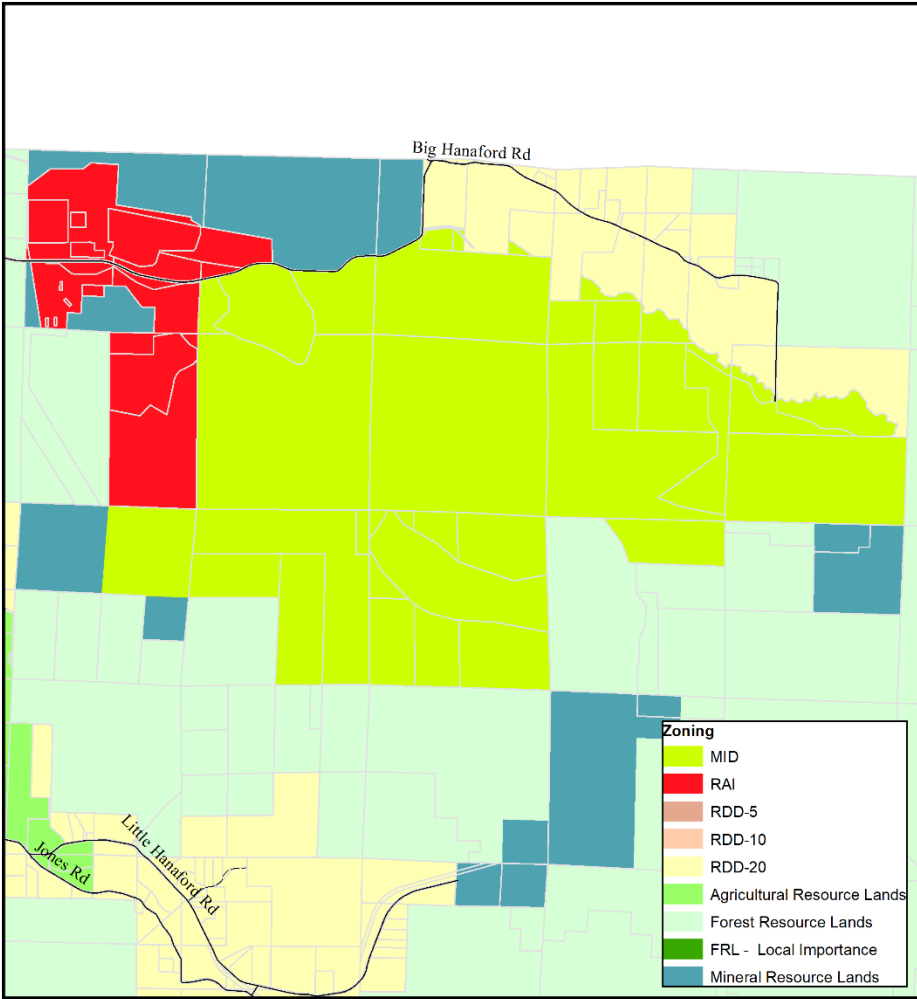 Big Hanaford Rd
Little Hanaford Rd
Jones Rd
Zoning
MID
RAI
RDD-5
RDD-10
RDD-20
Agricultural Resource Lands
Forest Resource Lands
FRL - Local Importance
Mineral Resource Lands